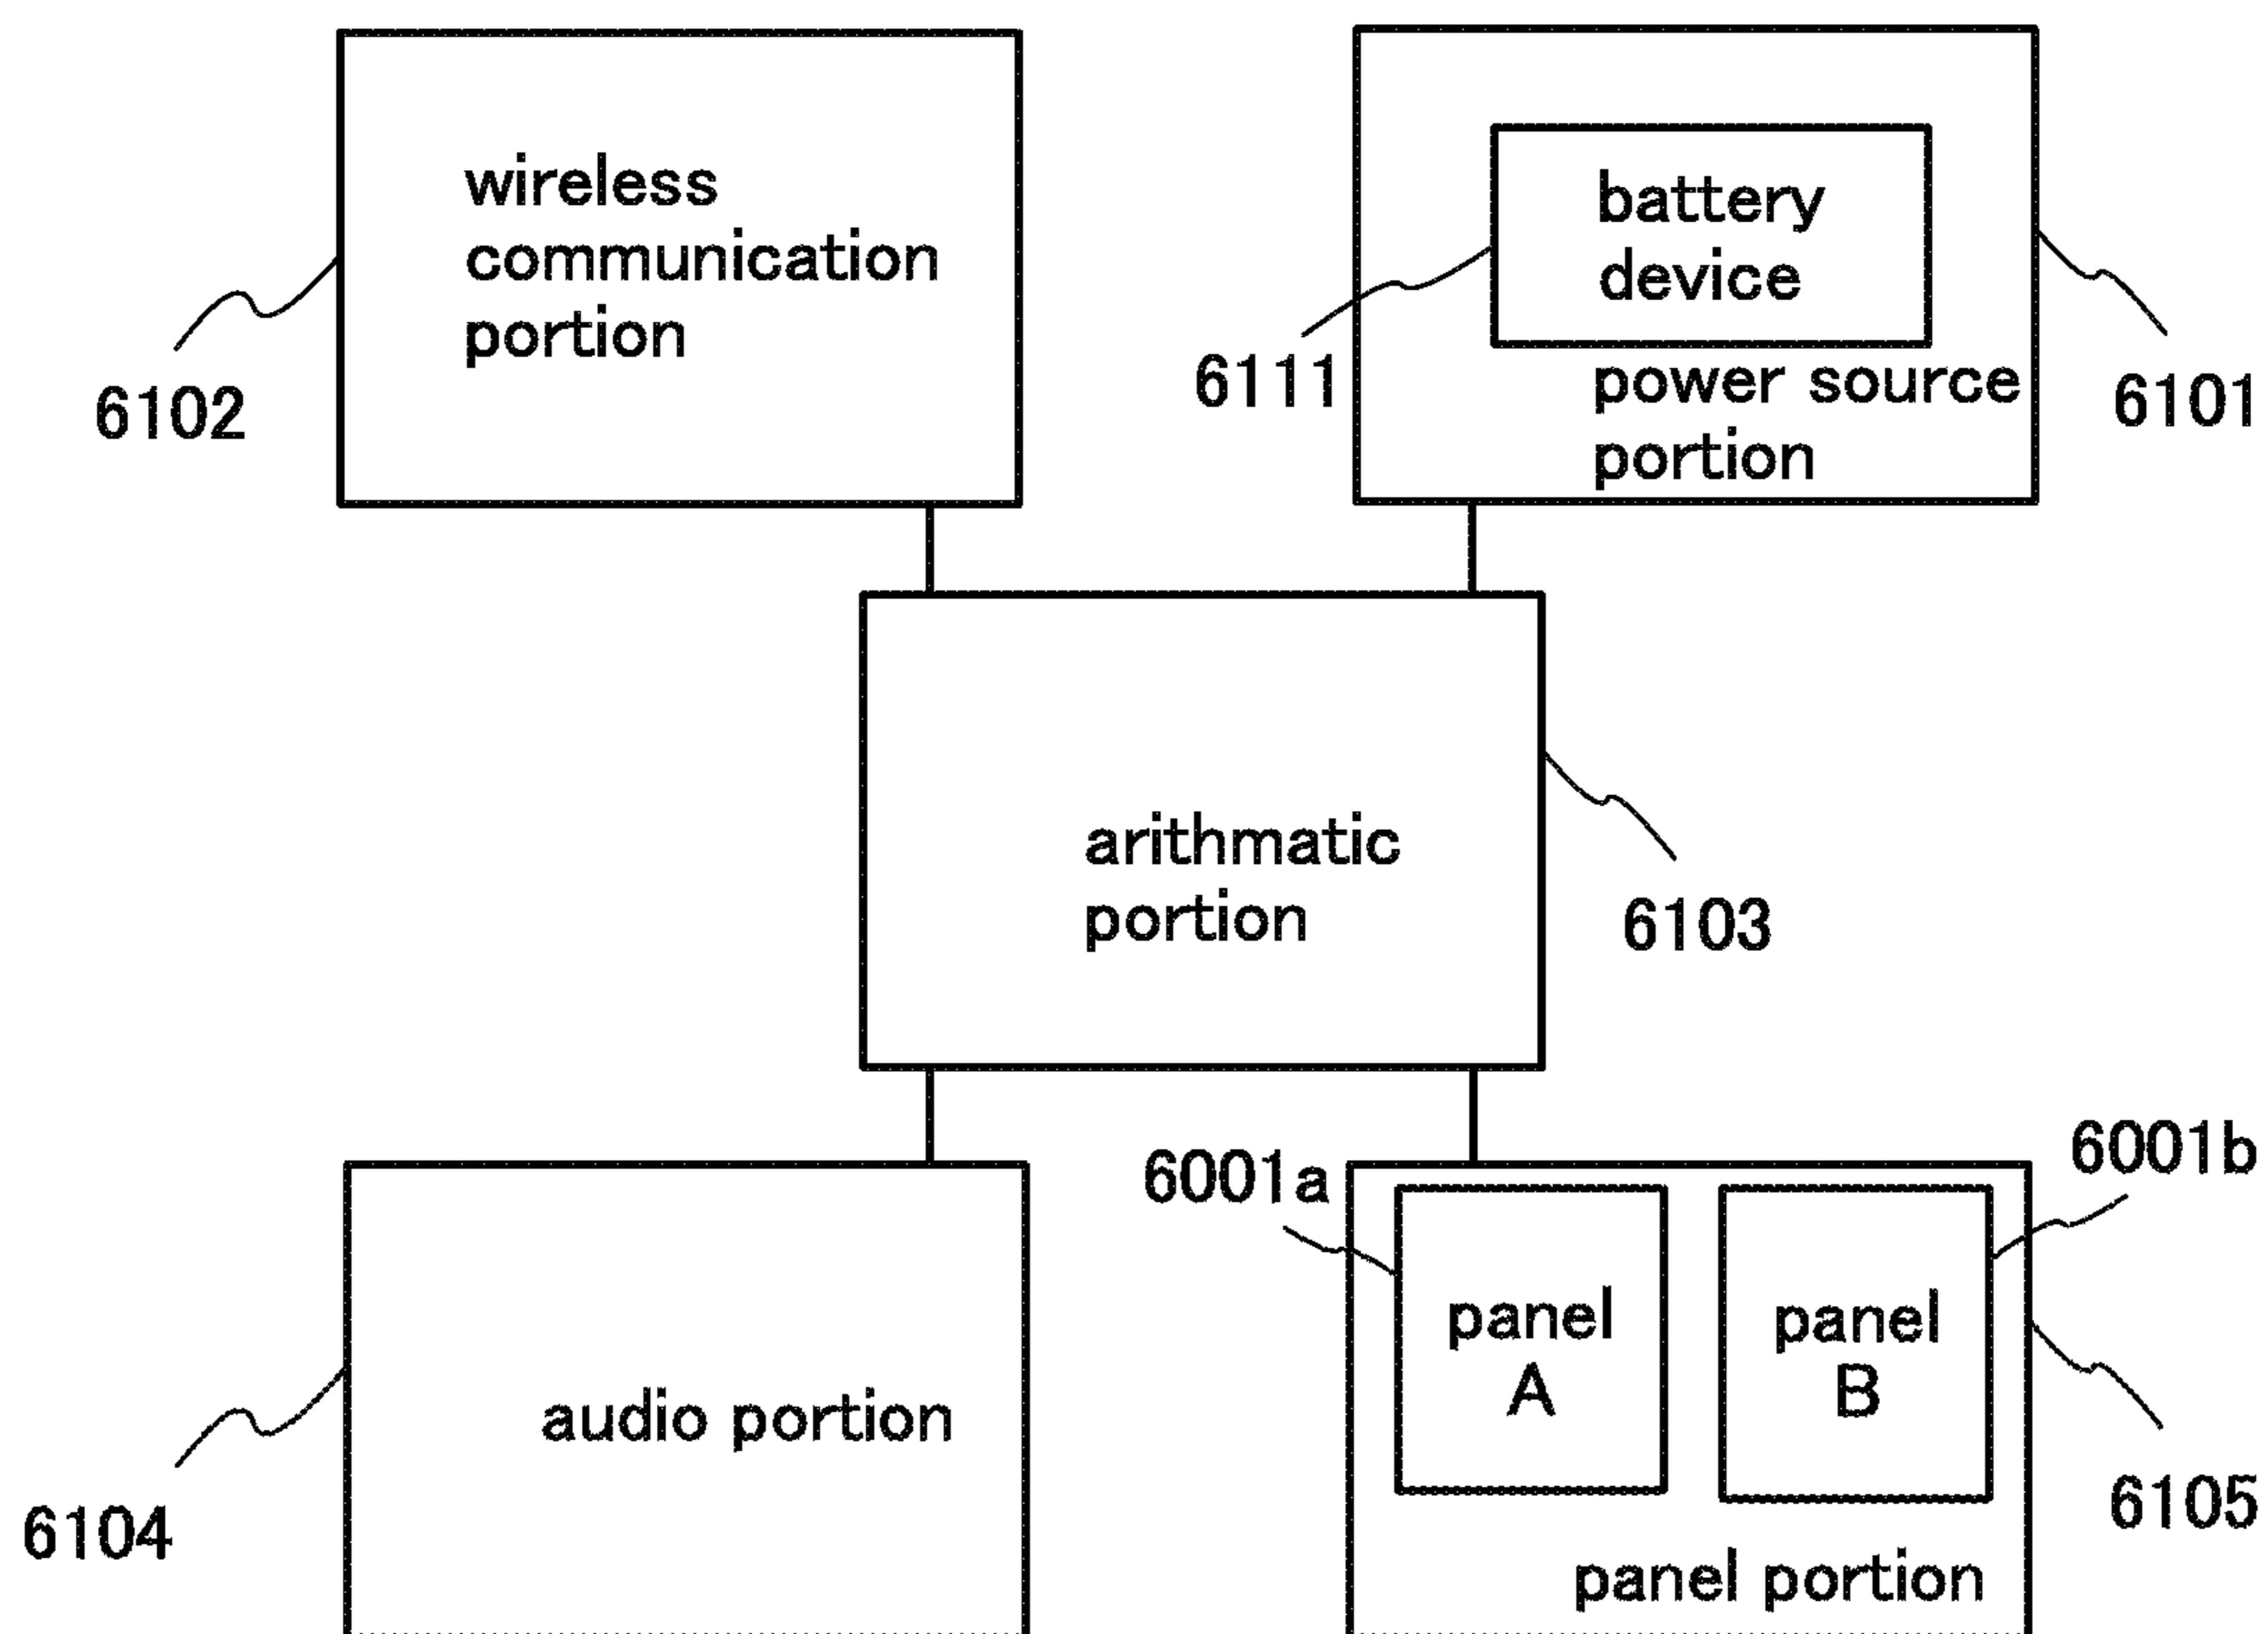 wireless
communication
portion
6102
battery
device
6111
power source
portion
6101
arithmatic
portion
6103
audio portion
6104
6001a
6001b
panel
A
panel
B
6105
panel portion